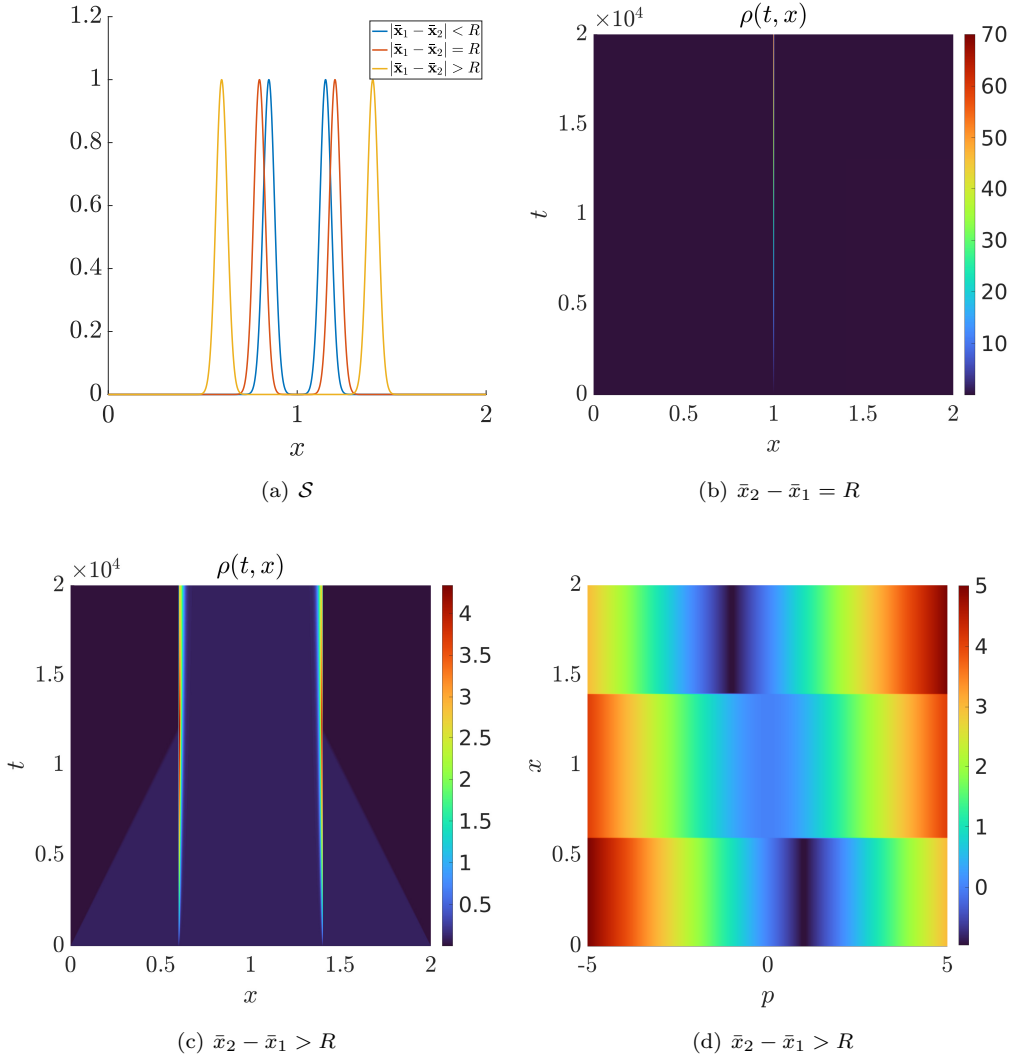 1.2
1
0.8
0.6
0.4
0.2
0
0 1 2
x
|x̄₁ − x̄₂| < R
|x̄₁ − x̄₂| = R
|x̄₁ − x̄₂| > R
(a) 𝒮
×10⁴ ρ(t, x)
2
1.5
1
0.5
0
t
0 0.5 1 1.5 2
x
70
60
50
40
30
20
10
(b) x̄₂ − x̄₁ = R
×10⁴ ρ(t, x)
2
1.5
1
0.5
0
t
0 0.5 1 1.5 2
x
4
3.5
3
2.5
2
1.5
1
0.5
(c) x̄₂ − x̄₁ > R
2
1.5
1
0.5
0
x
-5 0 5
p
5
4
3
2
1
0
(d) x̄₂ − x̄₁ > R